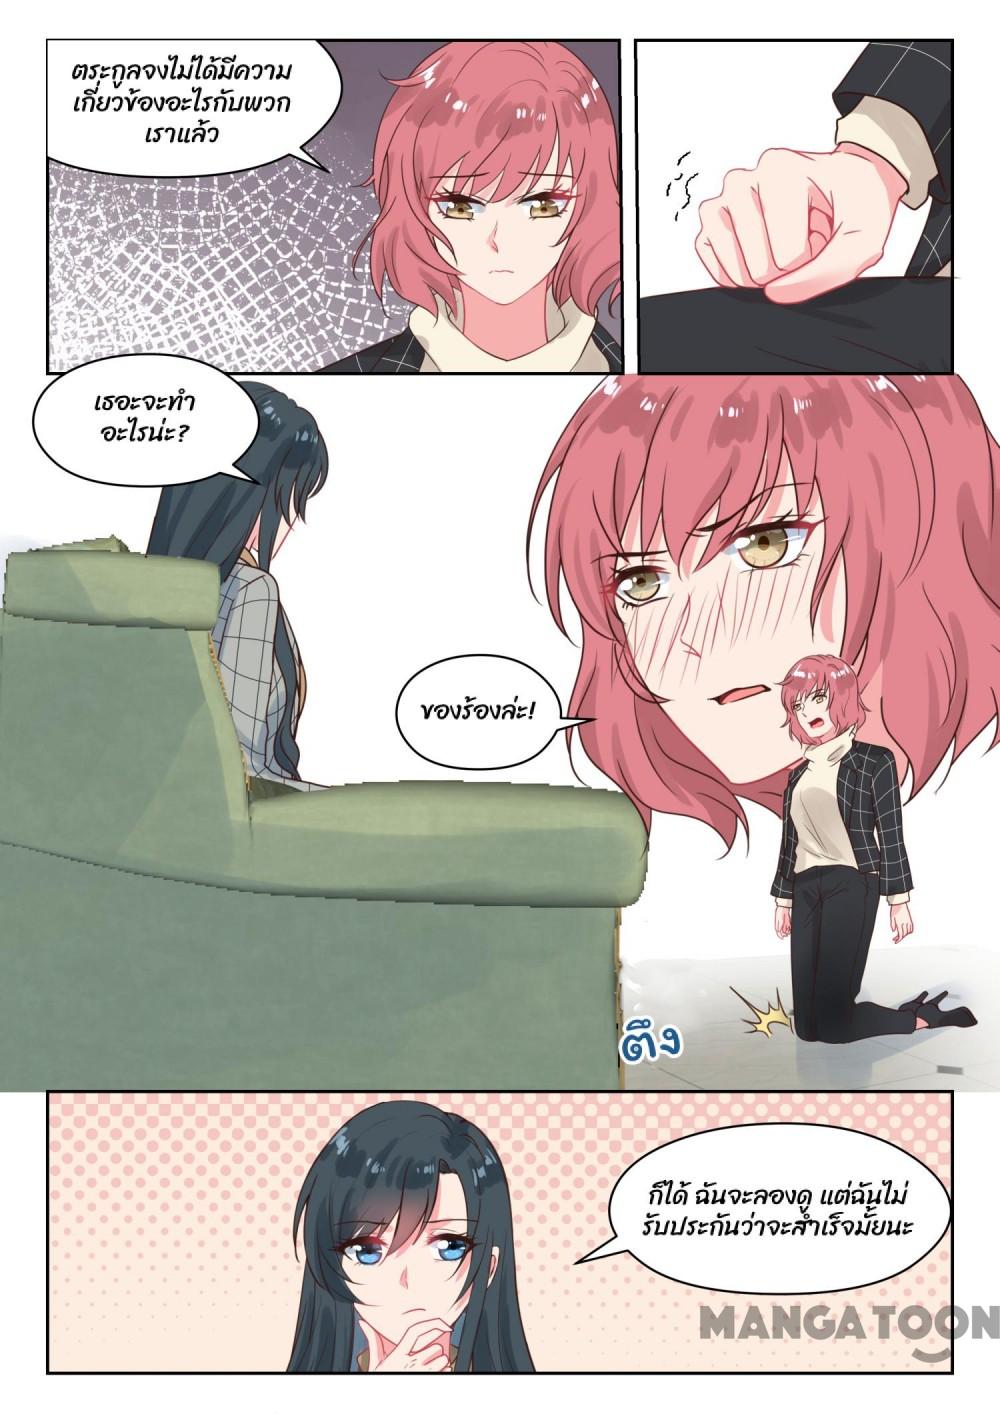 ตระกูลจงไม่ได้มีความ
เกี่ยวข้องอะไรกับพวก
เราแล้ว
เธอะจะทำ
อะไรน่ะ?
ของร้องล่ะ!
ตึง
ก็ได้ ฉันจะลองดู แต่ฉันไม่
รับประกันว่าจะสำเร็จมั้ยนะ
MANGATOON